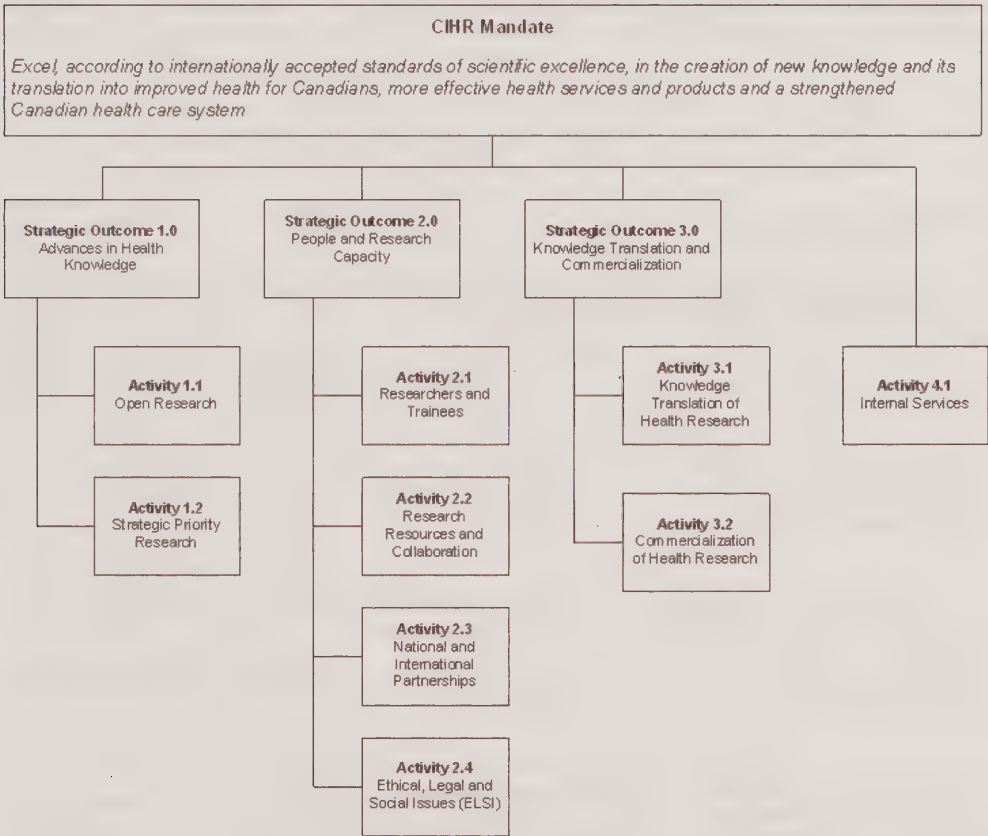 CIHR Mandate
Excel, according to internationally accepted standards of scientific excellence, in the creation of new knowledge and its
translation into improved health for Canadians, more effective health services and products and a strengthened
Canadian health care system
Strategic Outcome 1.0
Advances in Health
Knowledge
Strategic Outcome 2.0
People and Research
Capacity
Strategic Outcome 3.0
Knowledge Translation and
Commercialization
Activity 1.1
Open Research
Activity 2.1
Researchers and
Trainees
Activity 3.1
Knowledge
Translation of
Health Research
Activity 4.1
Internal Services
Activity 1.2
Strategic Priority
Research
Activity 2.2
Research
Resources and
Collaboration
Activity 3.2
Commercialization
of Health Research
Activity 2.3
National and
International
Partnerships
Activity 2.4
Ethical, Legal and
Social Issues (ELSI)